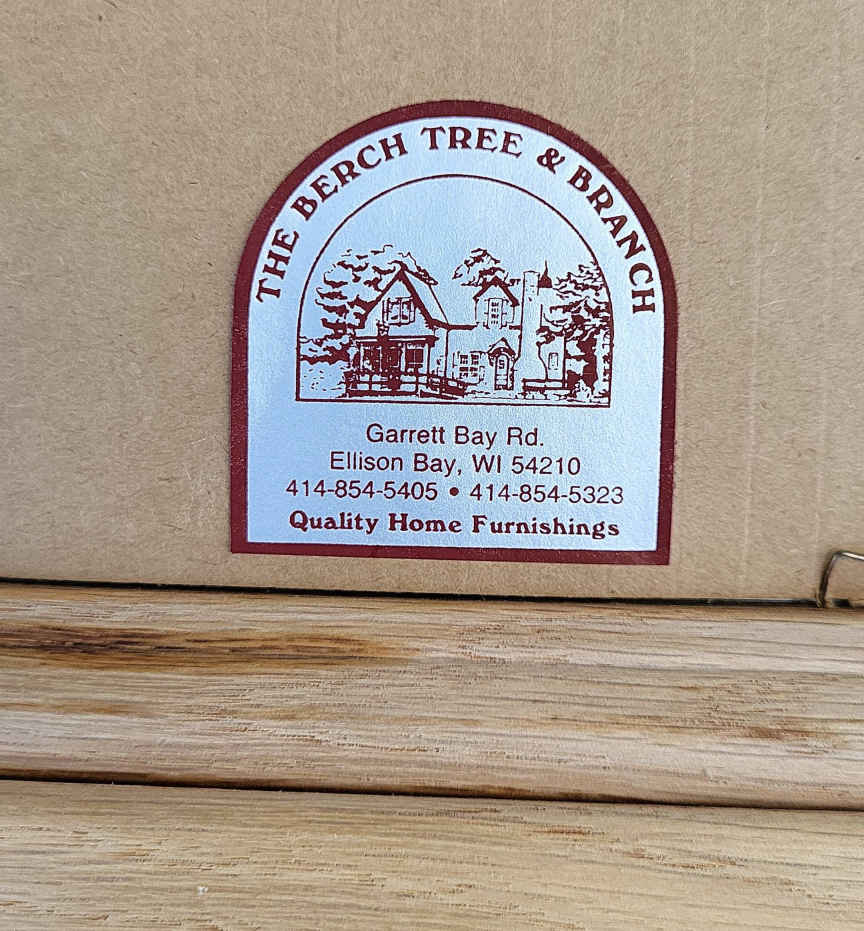 THE BERCH TREE & BRANCH
Garrett Bay Rd.
Ellison Bay, WI 54210
414-854-5405 • 414-854-5323
Quality Home Furnishings